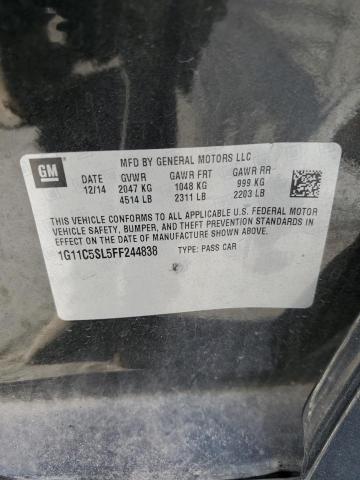 GM
MFD BY GENERAL MOTORS LLC
DATE GVWR GAWR FRT GAWR RR
12/14 2047 KG 1048 KG 999 KG
4514 LB 2311 LB 2203 LB
THIS VEHICLE CONFORMS TO ALL APPLICABLE U.S. FEDERAL MOTOR
VEHICLE SAFETY, BUMPER, AND THEFT PREVENTION STANDARDS
IN EFFECT ON THE DATE OF MANUFACTURE SHOWN ABOVE.
1G11C5SL5FF244838 TYPE: PASS CAR